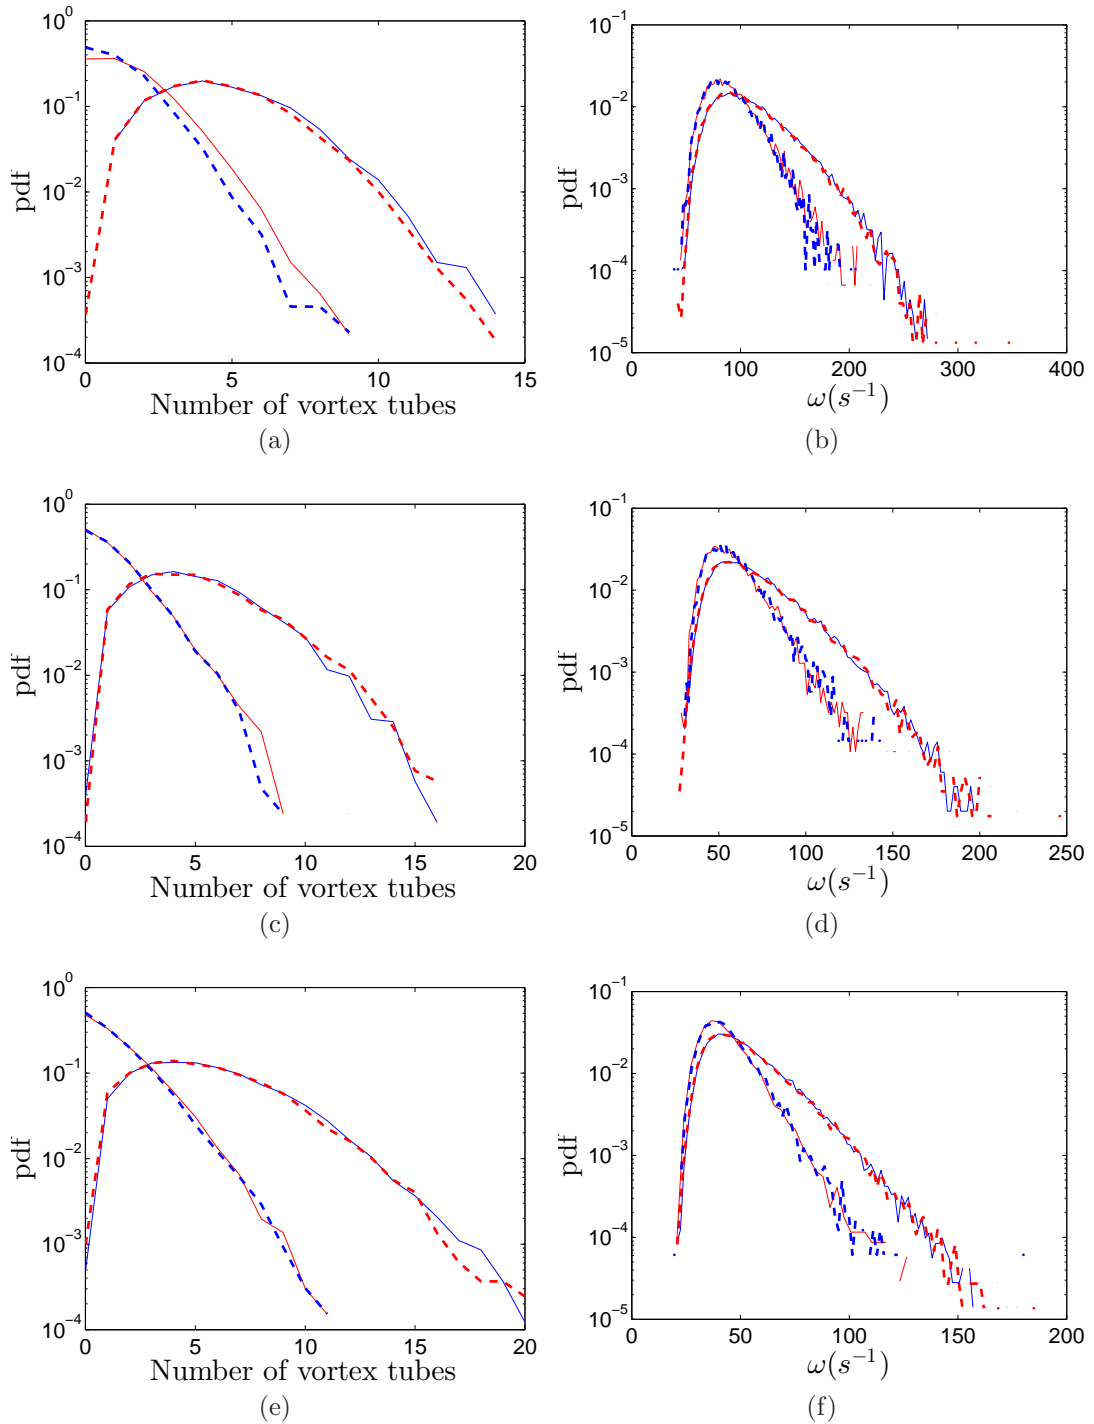 10^0
10^-1
10^-2
10^-3
10^-4
pdf
0 5 10 15
Number of vortex tubes
(a)
10^-1
10^-2
10^-3
10^-4
10^-5
pdf
0 100 200 300 400
ω(s^-1)
(b)
10^0
10^-1
10^-2
10^-3
10^-4
pdf
0 5 10 15 20
Number of vortex tubes
(c)
10^-1
10^-2
10^-3
10^-4
10^-5
pdf
0 50 100 150 200 250
ω(s^-1)
(d)
10^0
10^-1
10^-2
10^-3
10^-4
pdf
0 5 10 15 20
Number of vortex tubes
(e)
10^-1
10^-2
10^-3
10^-4
10^-5
pdf
0 50 100 150 200
ω(s^-1)
(f)